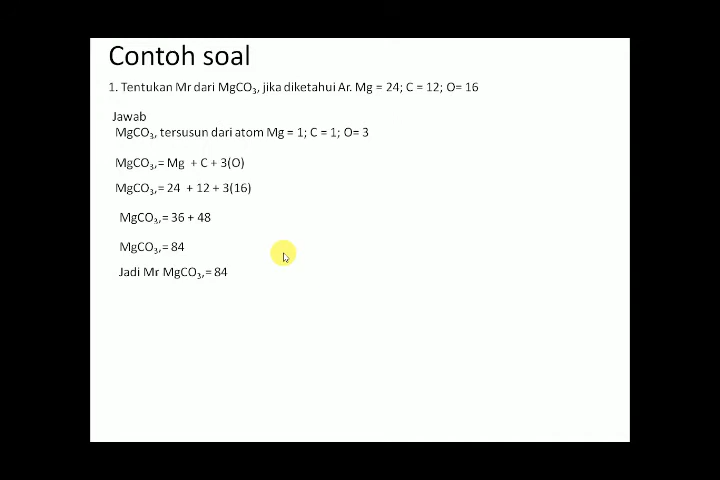 Contoh soal
1. Tentukan Mr dari MgCO₃, jika diketahui Ar. Mg = 24; C = 12; O= 16
Jawab
MgCO₃, tersusun dari atom Mg = 1; C = 1; O= 3
MgCO₃,= Mg + C + 3(O)
MgCO₃,= 24 + 12 + 3(16)
MgCO₃,= 36 + 48
MgCO₃,= 84
Jadi Mr MgCO₃,= 84